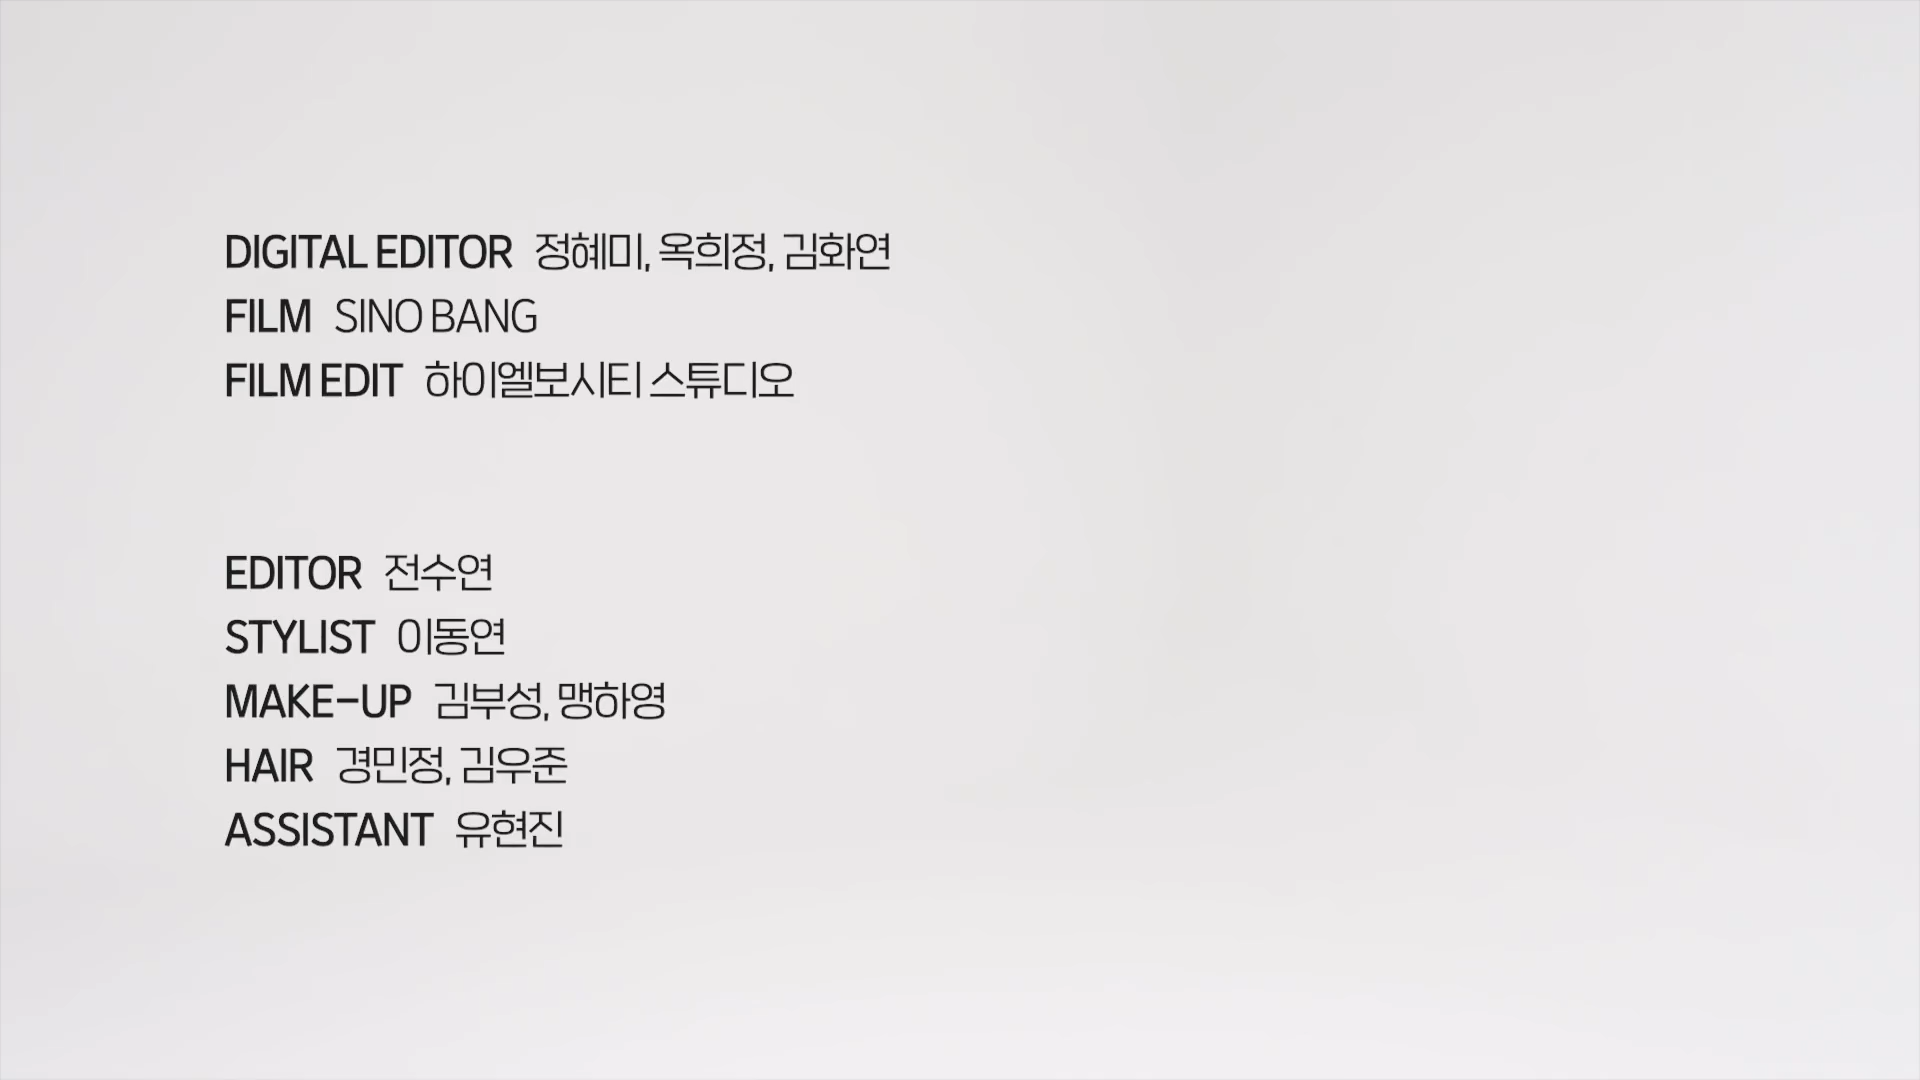 DIGITAL EDITOR 정혜미, 옥희정, 김화연
FILM SINO BANG
FILM EDIT 하이엘보시티 스튜디오
EDITOR 전수연
STYLIST 이동연
MAKE-UP 김부성, 맹하영
HAIR 경민정, 김우준
ASSISTANT 유현진